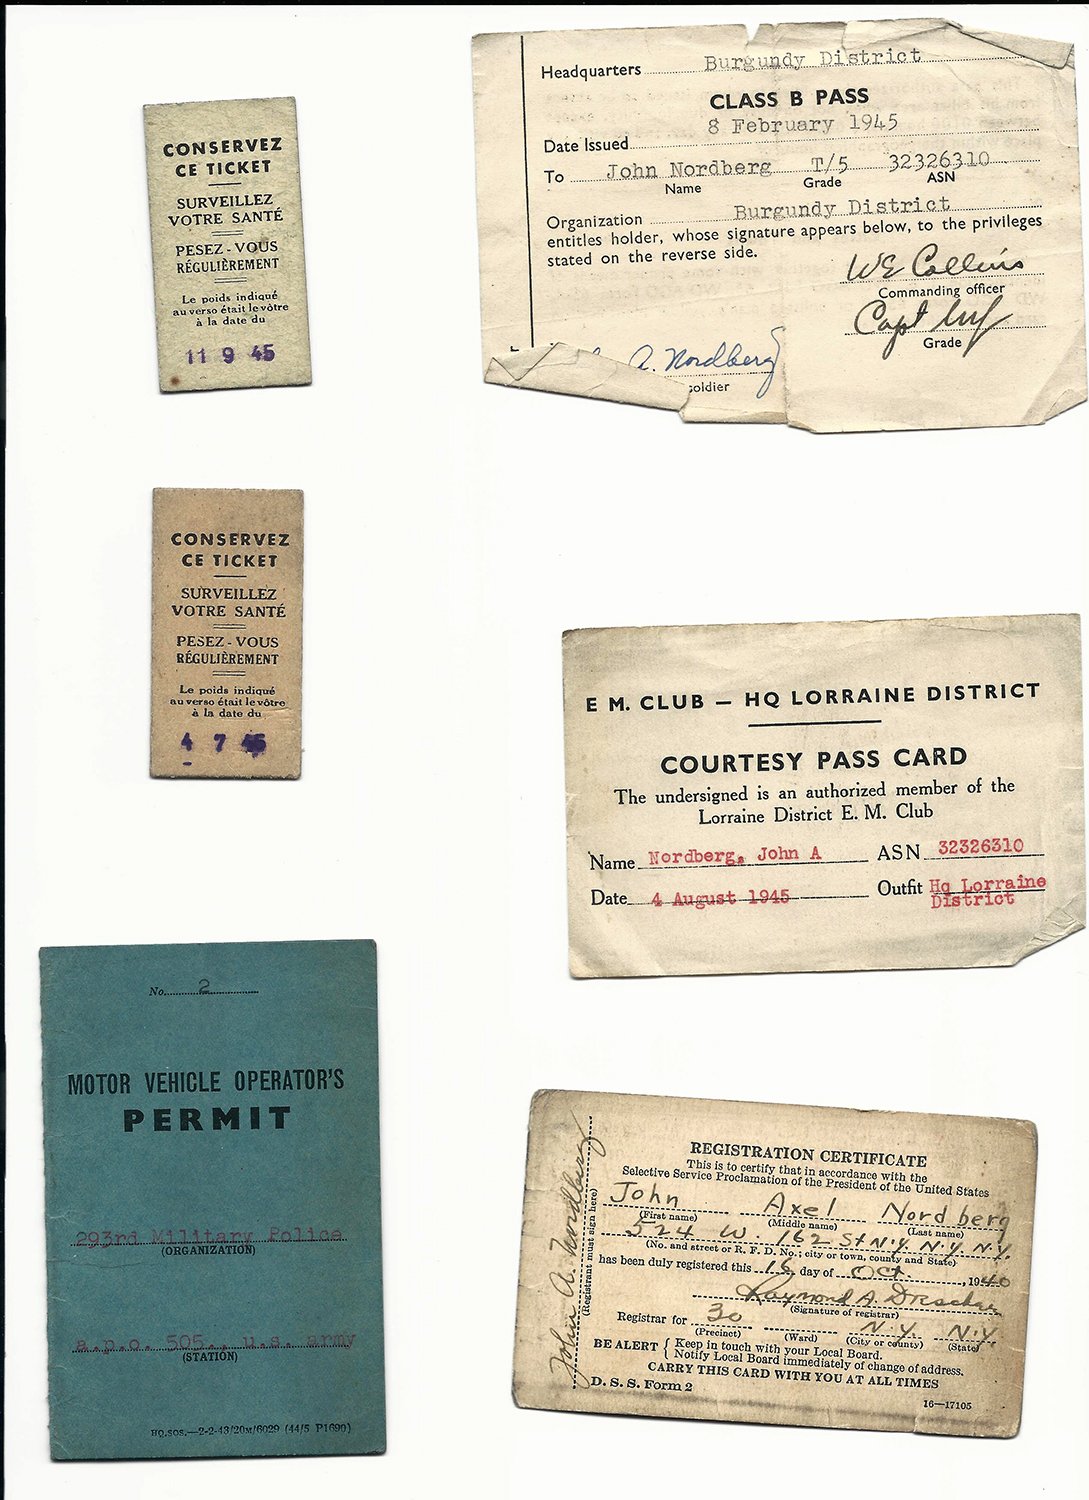 CONSERVEZ
CE TICKET
SURVEILLEZ
VOTRE SANTÉ
PESEZ-VOUS
RÉGULIÈREMENT
Le poids indiqué
au verso était le vôtre
à la date du
11 9 45
Headquarters Burgundy District
CLASS B PASS
Date Issued 8 February 1945
To John Nordberg T/5 32326310
Name Grade ASN
Organization Burgundy District
entitles holder, whose signature appears below, to the privileges
stated on the reverse side.
W E Collins
Commanding officer
Capt Inf
Grade
A. Nordberg
soldier
CONSERVEZ
CE TICKET
SURVEILLEZ
VOTRE SANTÉ
PESEZ-VOUS
RÉGULIÈREMENT
Le poids indiqué
au verso était le vôtre
à la date du
4 7 45
E M. CLUB — HQ LORRAINE DISTRICT
COURTESY PASS CARD
The undersigned is an authorized member of the
Lorraine District E. M. Club
Name Nordberg, John A ASN 32326310
Date 4 August 1945 Outfit Hq Lorraine
District
No. 2
MOTOR VEHICLE OPERATOR'S
PERMIT
293rd Military Police
(ORGANIZATION)
a.p.o. 505., u.s. army
(STATION)
HQ.SOS.—2-2-43/20M/6029 (44/5 P1690)
REGISTRATION CERTIFICATE
This is to certify that in accordance with the
Selective Service Proclamation of the President of the United States
John Axel Nordberg
(First name) (Middle name) (Last name)
524 W. 162 St N.Y. N.Y. N.Y.
(No. and street or R. F. D. No.; city or town, county and State)
has been duly registered this 16 day of Oct., 1940
Raymond A. Drescher
(Signature of registrar)
Registrar for 30 N.Y. N.Y.
(Precinct) (Ward) (City or county) (State)
BE ALERT { Keep in touch with your Local Board.
Notify Local Board immediately of change of address.
CARRY THIS CARD WITH YOU AT ALL TIMES
D. S. S. Form 2
16—17105
John A. Nordberg
(Registrant must sign here)